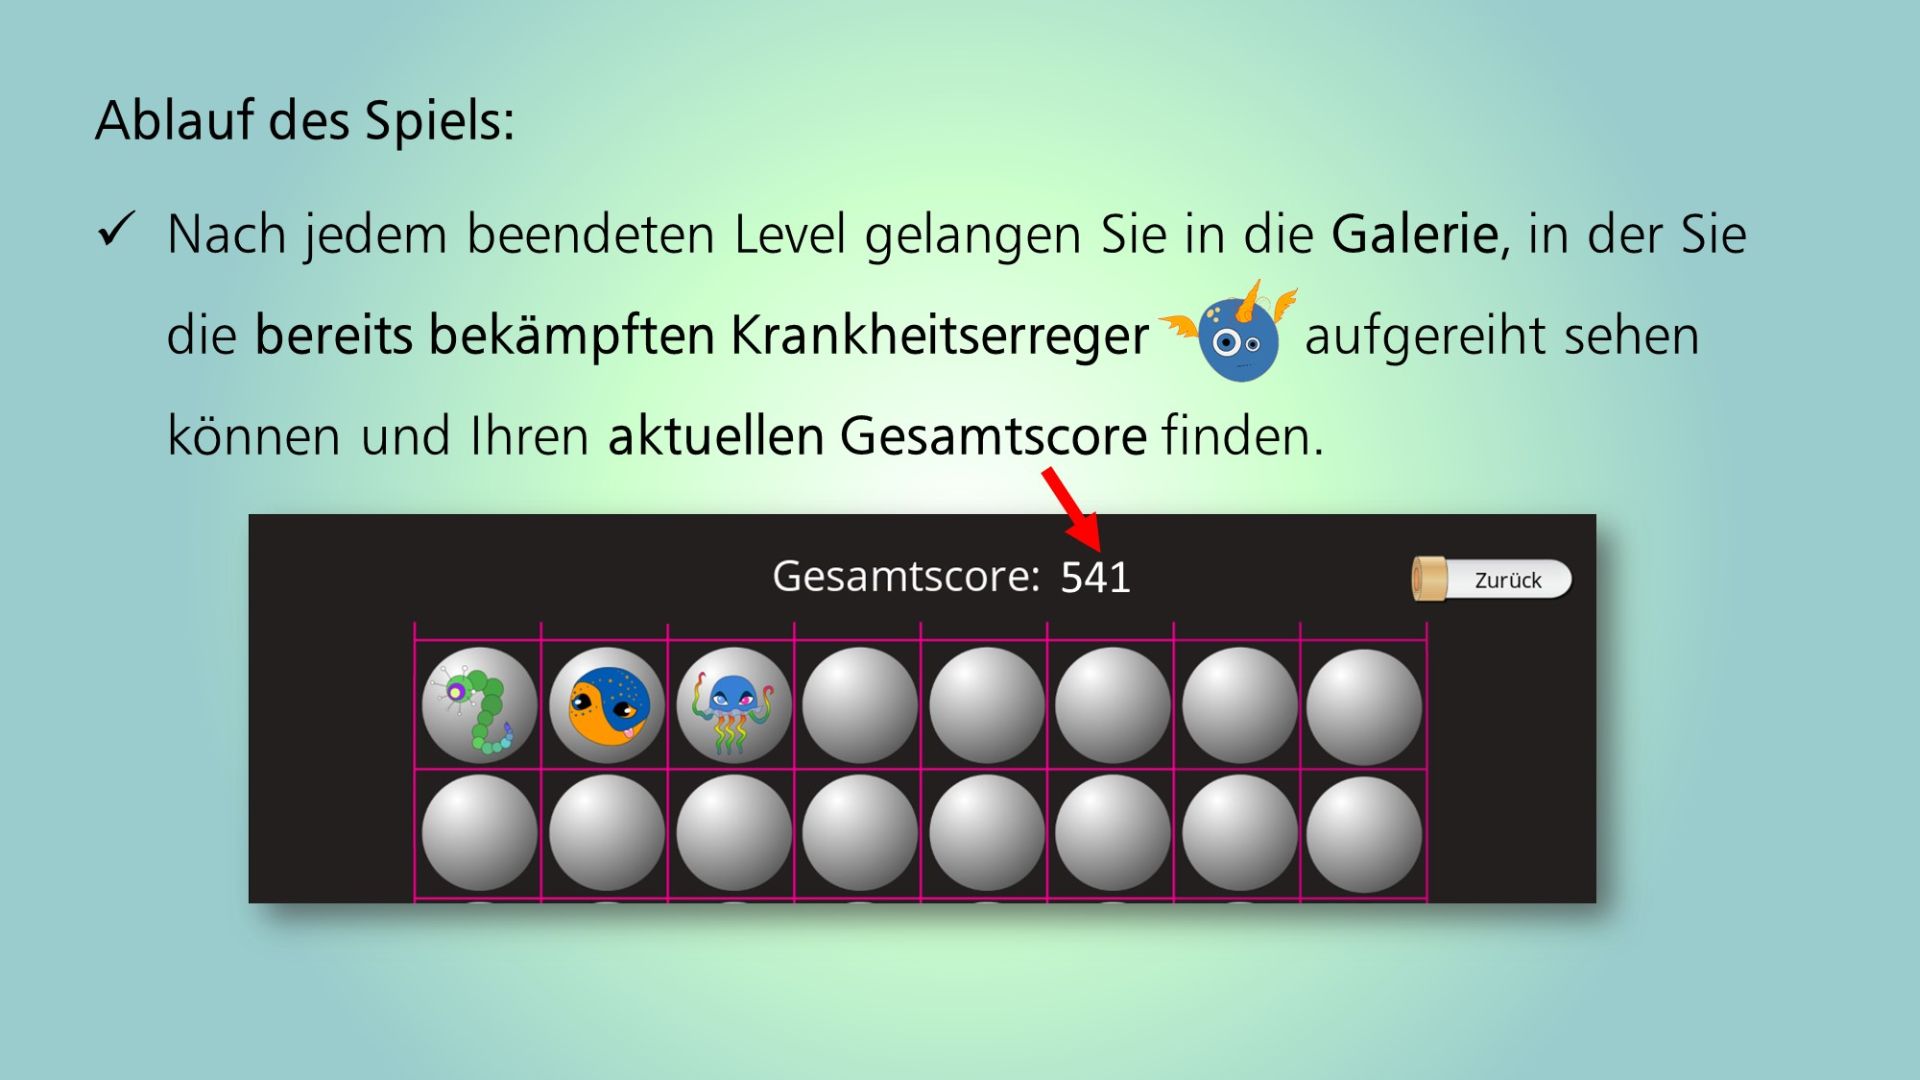 Ablauf des Spiels:
✓ Nach jedem beendeten Level gelangen Sie in die Galerie, in der Sie
die bereits bekämpften Krankheitserreger aufgereiht sehen
können und Ihren aktuellen Gesamtscore finden.
Gesamtscore: 541
Zurück